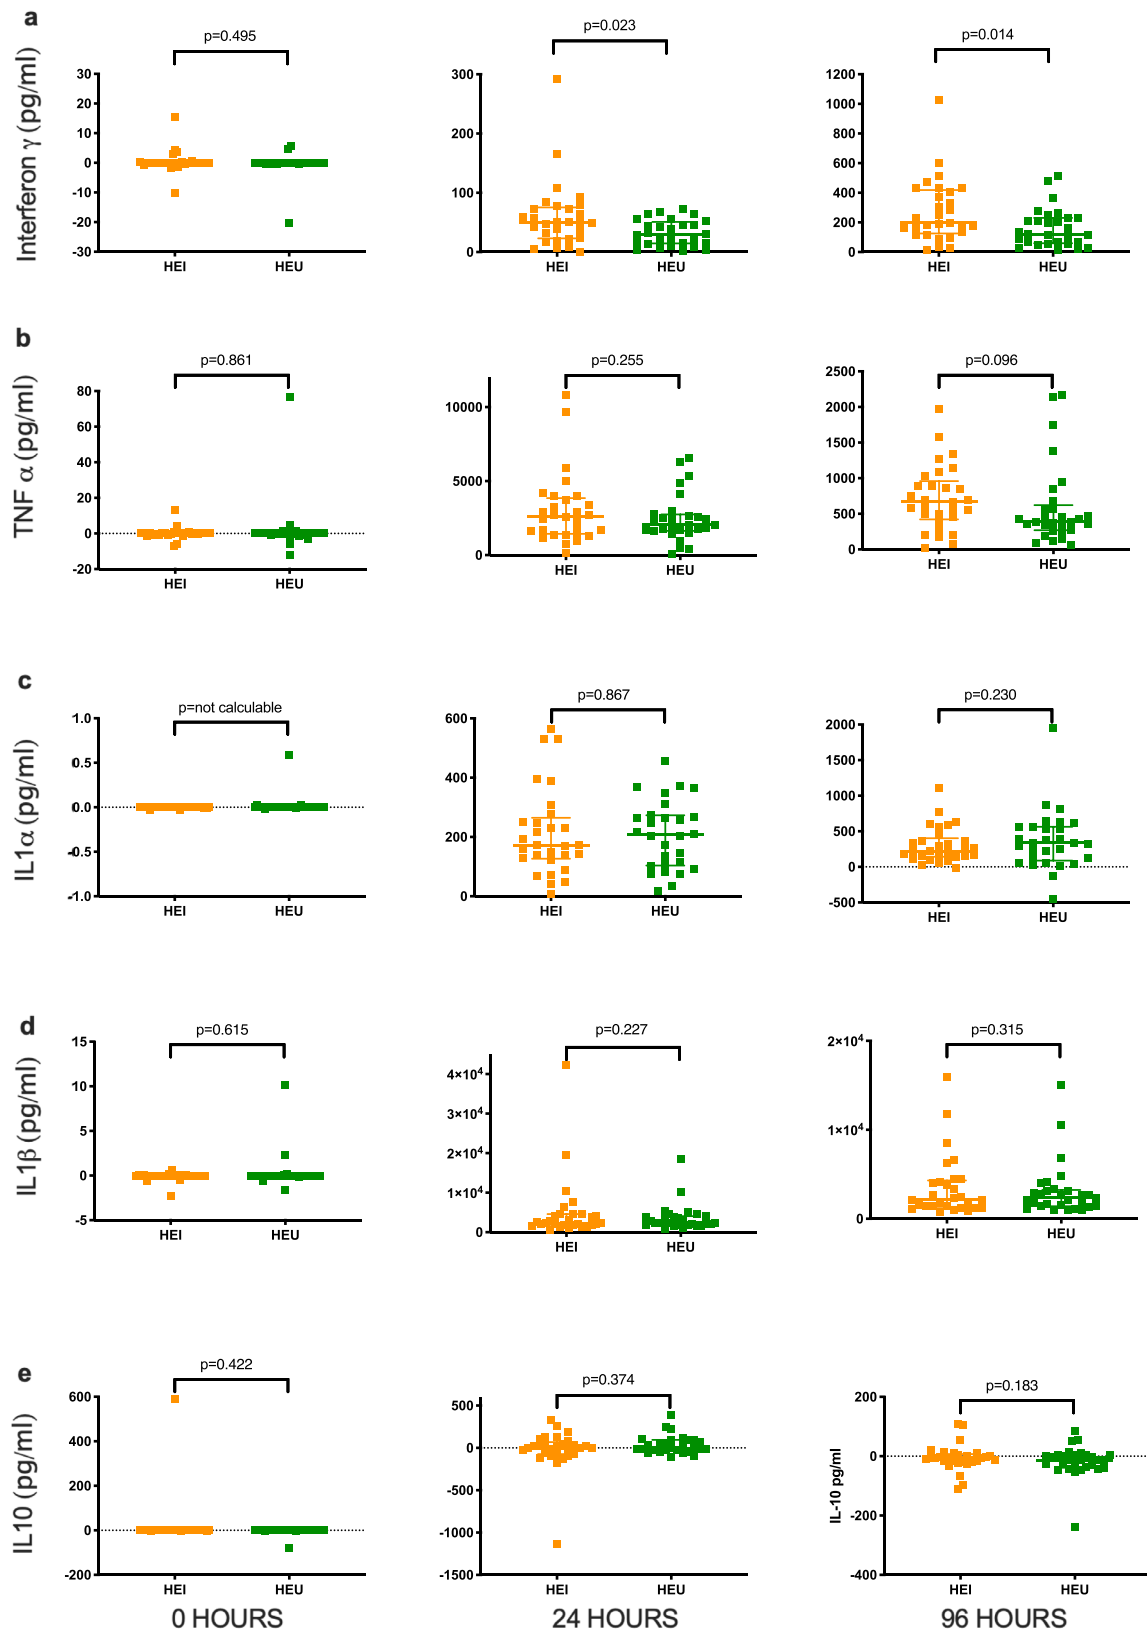 a
Interferon γ (pg/ml)
p=0.495
30
20
10
0
-10
-20
-30
HEI HEU
p=0.023
300
200
100
0
HEI HEU
p=0.014
1200
1000
800
600
400
200
0
HEI HEU
b
TNF α (pg/ml)
p=0.861
80
60
40
20
0
-20
HEI HEU
p=0.255
10000
5000
0
HEI HEU
p=0.096
2500
2000
1500
1000
500
0
HEI HEU
c
IL1α (pg/ml)
p=not calculable
1.0
0.5
0.0
-0.5
-1.0
HEI HEU
p=0.867
600
400
200
0
HEI HEU
p=0.230
2000
1500
1000
500
0
-500
HEI HEU
d
IL1β (pg/ml)
p=0.615
15
10
5
0
-5
HEI HEU
p=0.227
4×10⁴
3×10⁴
2×10⁴
1×10⁴
0
HEI HEU
p=0.315
2×10⁴
1×10⁴
0
HEI HEU
e
IL10 (pg/ml)
p=0.422
600
400
200
0
-200
HEI HEU
0 HOURS
p=0.374
500
0
-500
-1000
-1500
HEI HEU
24 HOURS
p=0.183
IL-10 pg/ml
200
0
-200
-400
HEI HEU
96 HOURS